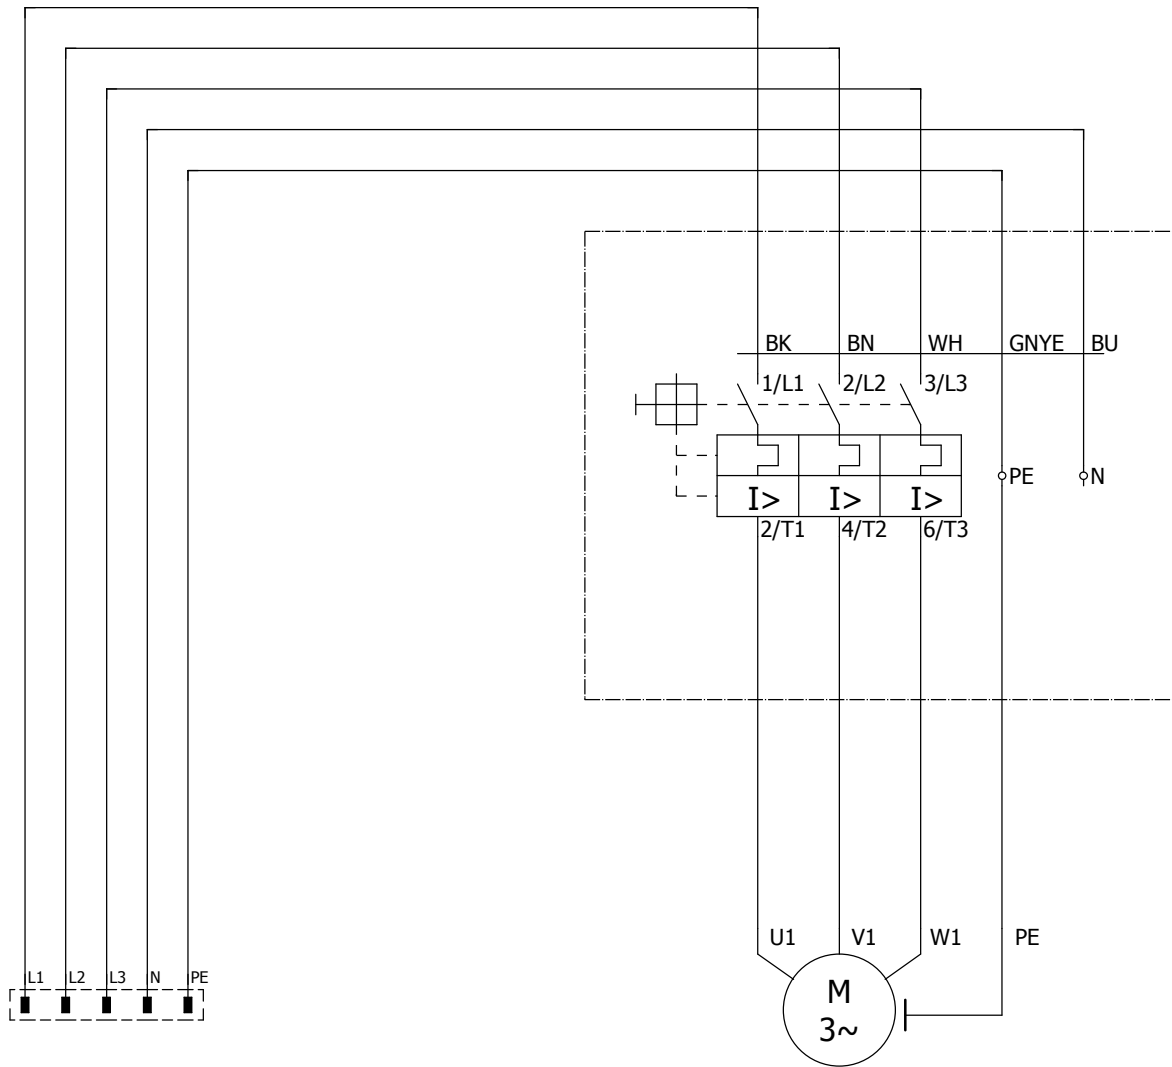 BK BN WH GNYE BU
1/L1 2/L2 3/L3
PE N
I> I> I>
2/T1 4/T2 6/T3
U1 V1 W1 PE
L1 L2 L3 N PE
M
3~